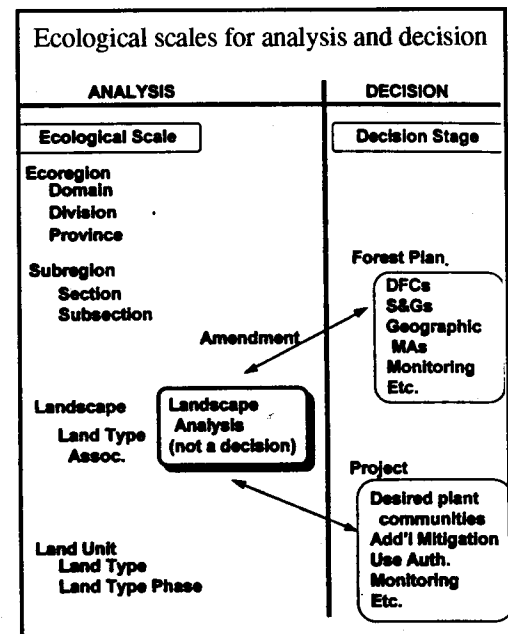 Ecological scales for analysis and decision
ANALYSIS
DECISION
Ecological Scale
Decision Stage
Ecoregion
Domain
Division
Province
Subregion
Section
Subsection
Forest Plan
DFCs
S&Gs
Geographic
MAs
Monitoring
Etc.
Amendment
Landscape
Land Type
Assoc.
Landscape
Analysis
(not a decision)
Project
Desired plant
communities
Add'l Mitigation
Use Auth.
Monitoring
Etc.
Land Unit
Land Type
Land Type Phase